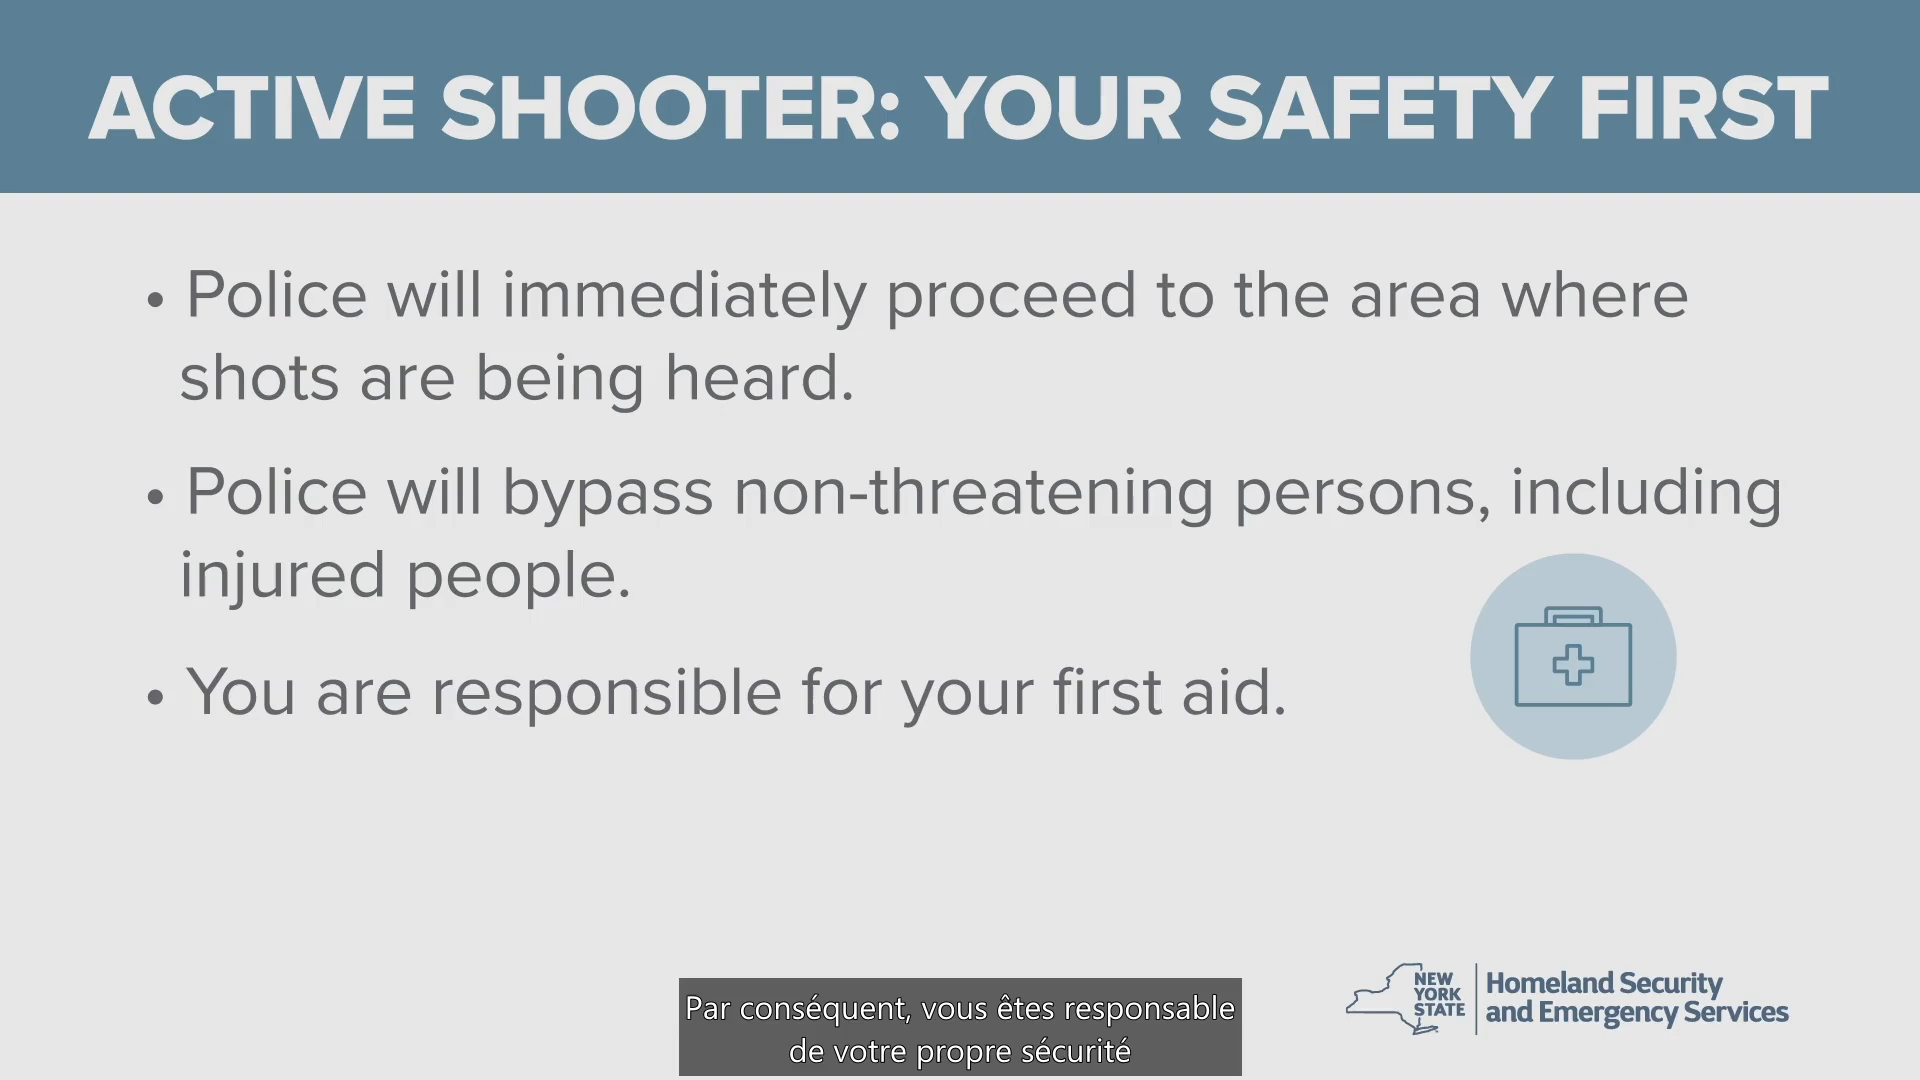 ACTIVE SHOOTER: YOUR SAFETY FIRST
• Police will immediately proceed to the area where
shots are being heard.
• Police will bypass non-threatening persons, including
injured people.
• You are responsible for your first aid.
NEW
YORK
STATE
Homeland Security
and Emergency Services
Par conséquent, vous êtes responsable
de votre propre sécurité